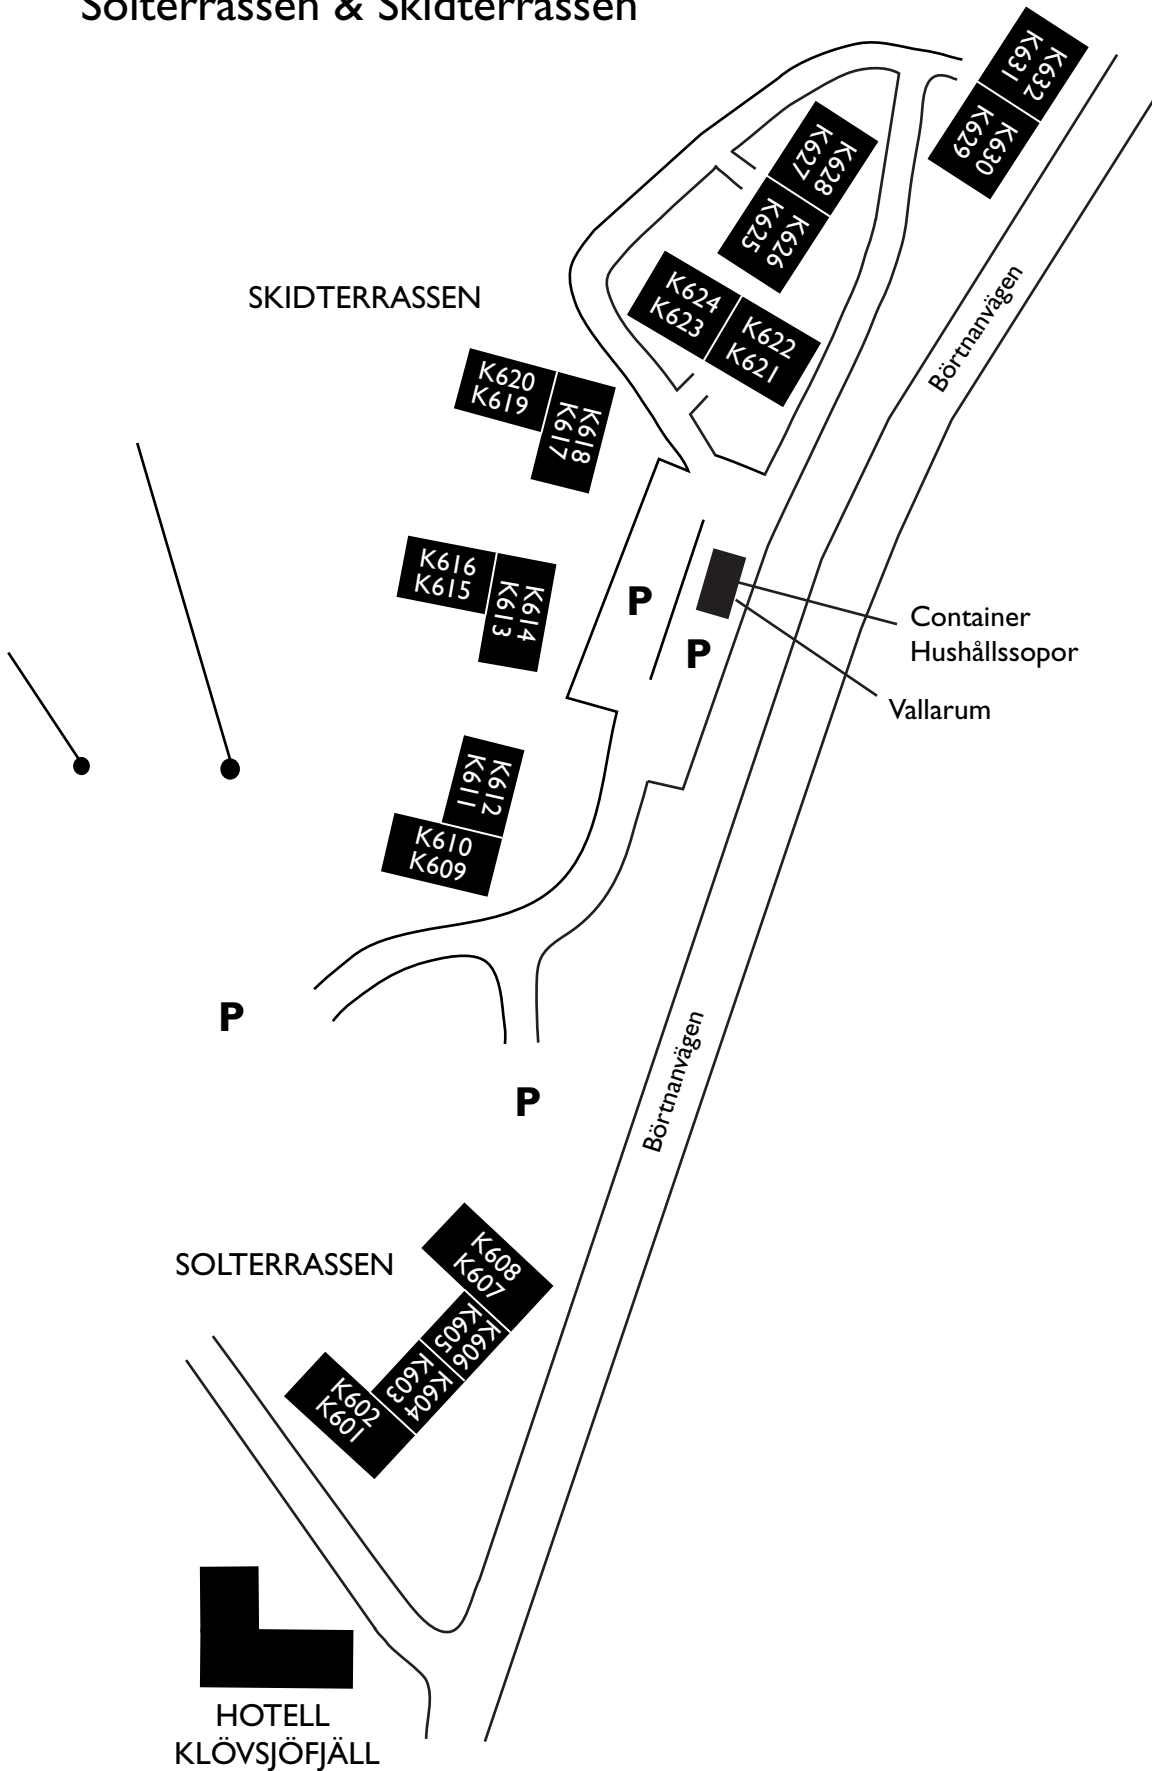 Solterrassen & Skidterrassen
K631
K632
K629
K630
K627
K628
K625
K626
SKIDTERRASSEN
K624
K623
K622
K621
Börtnanvägen
K620
K619
K618
K617
K616
K615
K614
K613
P
P
Container
Hushållssopor
Vallarum
K612
K611
K610
K609
P
P
Börtnanvägen
SOLTERRASSEN
K608
K607
K606
K605
K604
K603
K602
K601
HOTELL
KLÖVSJÖFJÄLL